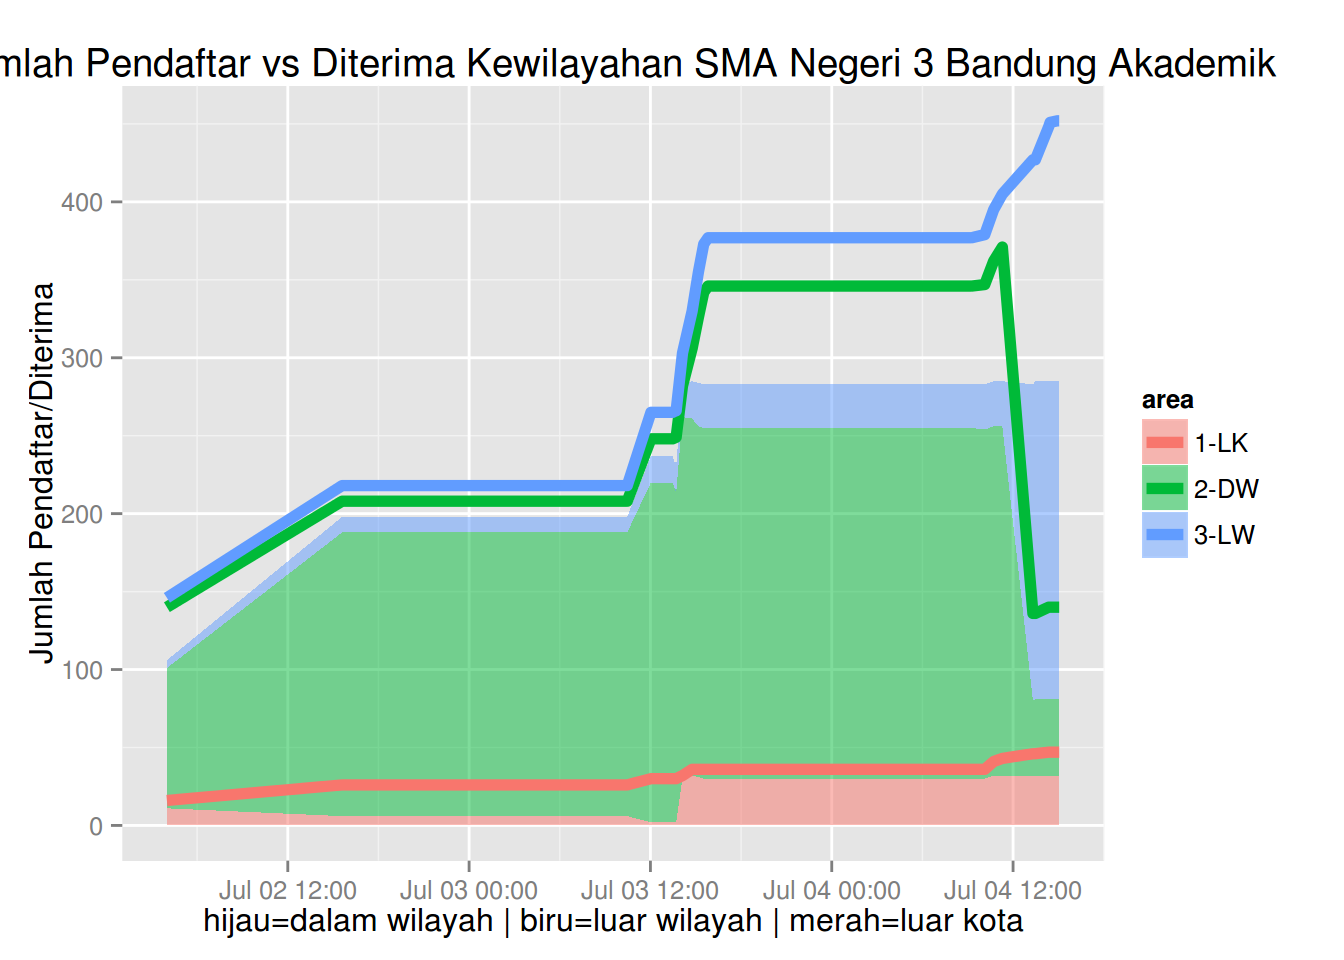 mlah Pendaftar vs Diterima Kewilayahan SMA Negeri 3 Bandung Akademik
Jumlah Pendaftar/Diterima
400
300
200
100
0
Jul 02 12:00 Jul 03 00:00 Jul 03 12:00 Jul 04 00:00 Jul 04 12:00
hijau=dalam wilayah | biru=luar wilayah | merah=luar kota
area
1-LK
2-DW
3-LW